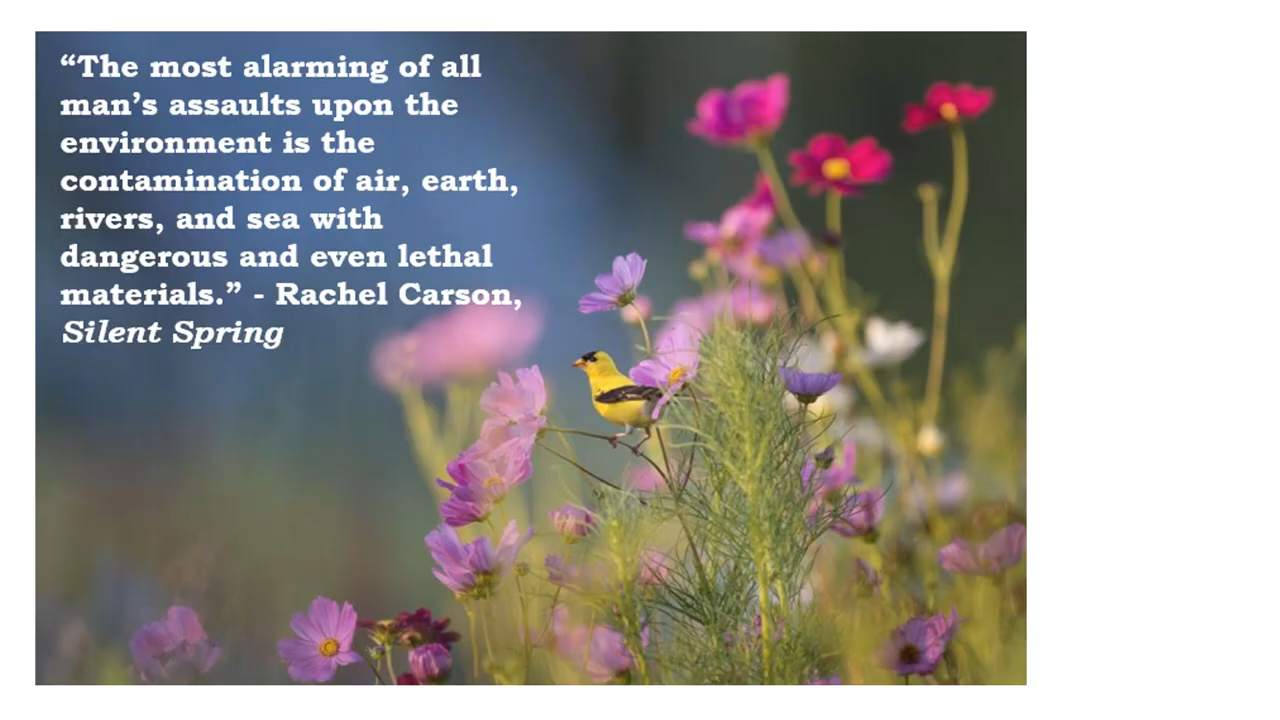 “The most alarming of all
man’s assaults upon the
environment is the
contamination of air, earth,
rivers, and sea with
dangerous and even lethal
materials.” - Rachel Carson,
Silent Spring